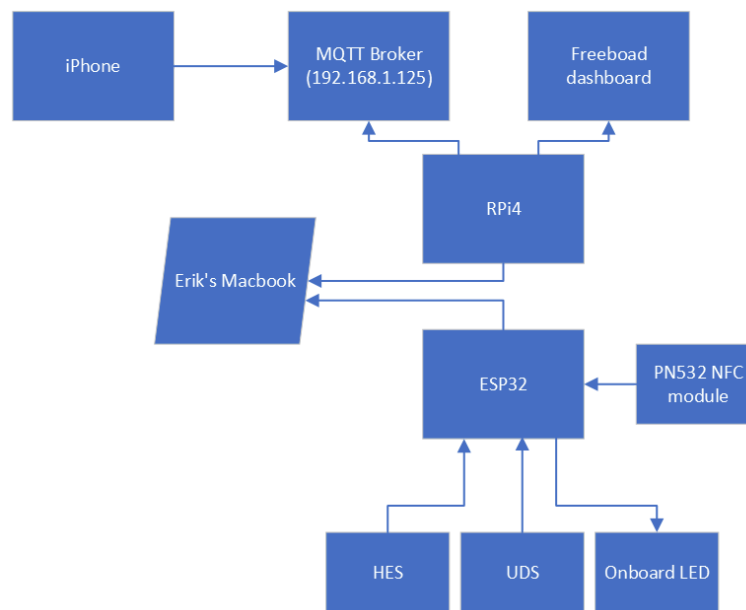 iPhone
MQTT Broker
(192.168.1.125)
Freeboad
dashboard
RPi4
Erik's Macbook
ESP32
PN532 NFC
module
HES
UDS
Onboard LED